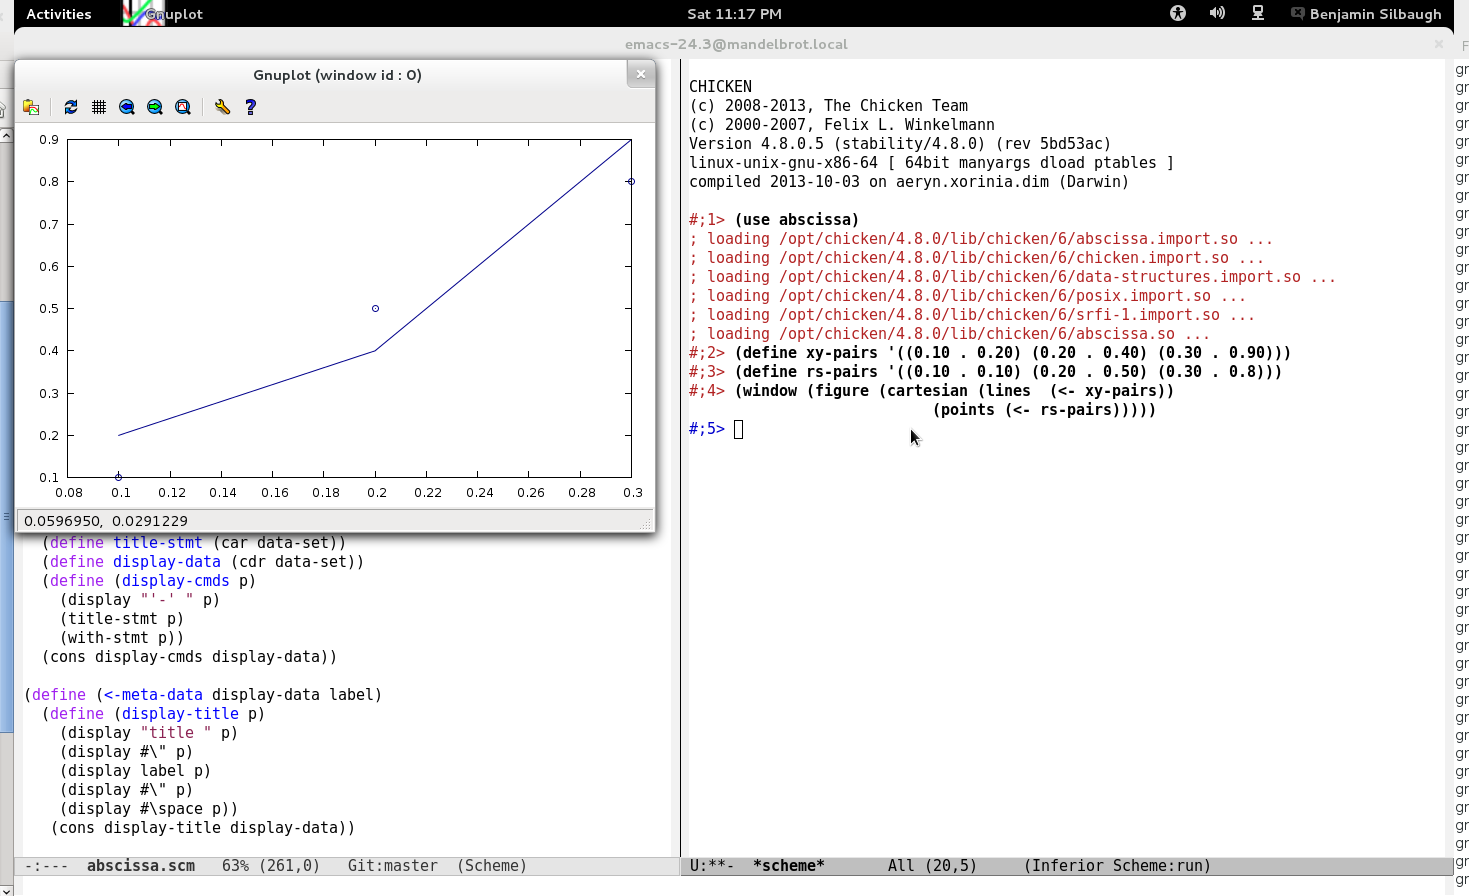 Activities
Gnuplot
Sat 11:17 PM
Benjamin Silbaugh
emacs-24.3@mandelbrot.local
Gnuplot (window id : 0)
0.9
0.8
0.7
0.6
0.5
0.4
0.3
0.2
0.1
0.08 0.1 0.12 0.14 0.16 0.18 0.2 0.22 0.24 0.26 0.28 0.3
0.0596950, 0.0291229
(define title-stmt (car data-set))
(define display-data (cdr data-set))
(define (display-cmds p)
(display "'-' " p)
(title-stmt p)
(with-stmt p))
(cons display-cmds display-data))
(define (<-meta-data display-data label)
(define (display-title p)
(display "title " p)
(display #\" p)
(display label p)
(display #\" p)
(display #\space p))
(cons display-title display-data))
-:--- abscissa.scm 63% (261,0) Git:master (Scheme)
CHICKEN
(c) 2008-2013, The Chicken Team
(c) 2000-2007, Felix L. Winkelmann
Version 4.8.0.5 (stability/4.8.0) (rev 5bd53ac)
linux-unix-gnu-x86-64 [ 64bit manyargs dload ptables ]
compiled 2013-10-03 on aeryn.xorinia.dim (Darwin)
#;1> (use abscissa)
; loading /opt/chicken/4.8.0/lib/chicken/6/abscissa.import.so ...
; loading /opt/chicken/4.8.0/lib/chicken/6/chicken.import.so ...
; loading /opt/chicken/4.8.0/lib/chicken/6/data-structures.import.so ...
; loading /opt/chicken/4.8.0/lib/chicken/6/posix.import.so ...
; loading /opt/chicken/4.8.0/lib/chicken/6/srfi-1.import.so ...
; loading /opt/chicken/4.8.0/lib/chicken/6/abscissa.so ...
#;2> (define xy-pairs '((0.10 . 0.20) (0.20 . 0.40) (0.30 . 0.90)))
#;3> (define rs-pairs '((0.10 . 0.10) (0.20 . 0.50) (0.30 . 0.8)))
#;4> (window (figure (cartesian (lines (<- xy-pairs))
(points (<- rs-pairs)))))
#;5>
U:**- *scheme* All (20,5) (Inferior Scheme:run)